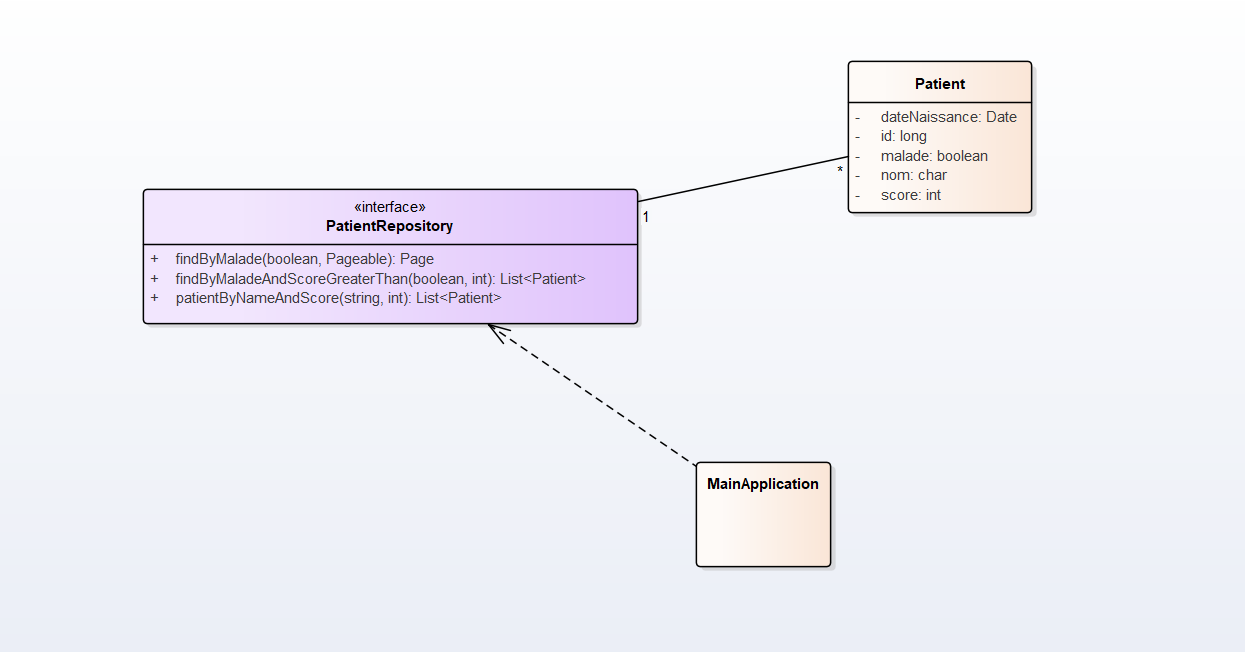 Patient
- dateNaissance: Date
- id: long
- malade: boolean
- nom: char
- score: int
*
1
«interface»
PatientRepository
+ findByMalade(boolean, Pageable): Page
+ findByMaladeAndScoreGreaterThan(boolean, int): List<Patient>
+ patientByNameAndScore(string, int): List<Patient>
MainApplication